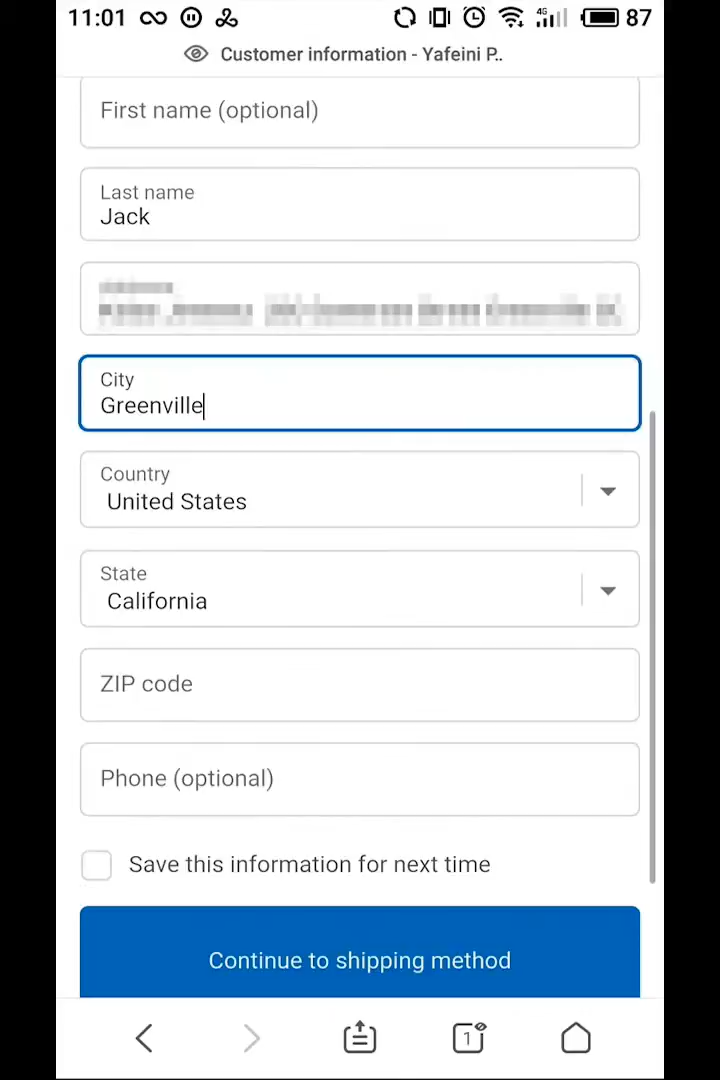 11:01 4G 87
Customer information - Yafeini P..
First name (optional)
Last name
Jack
City
Greenville
Country
United States
State
California
ZIP code
Phone (optional)
Save this information for next time
Continue to shipping method
1